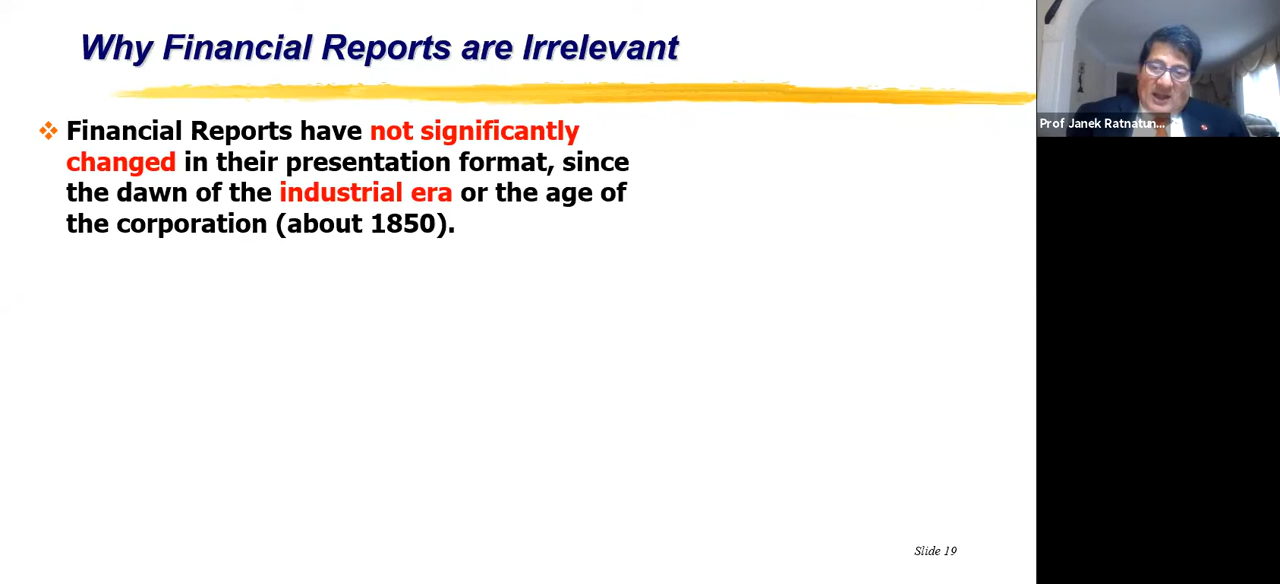 Why Financial Reports are Irrelevant
Financial Reports have not significantly
changed in their presentation format, since
the dawn of the industrial era or the age of
the corporation (about 1850).
Slide 19
Prof Janek Ratnatun...